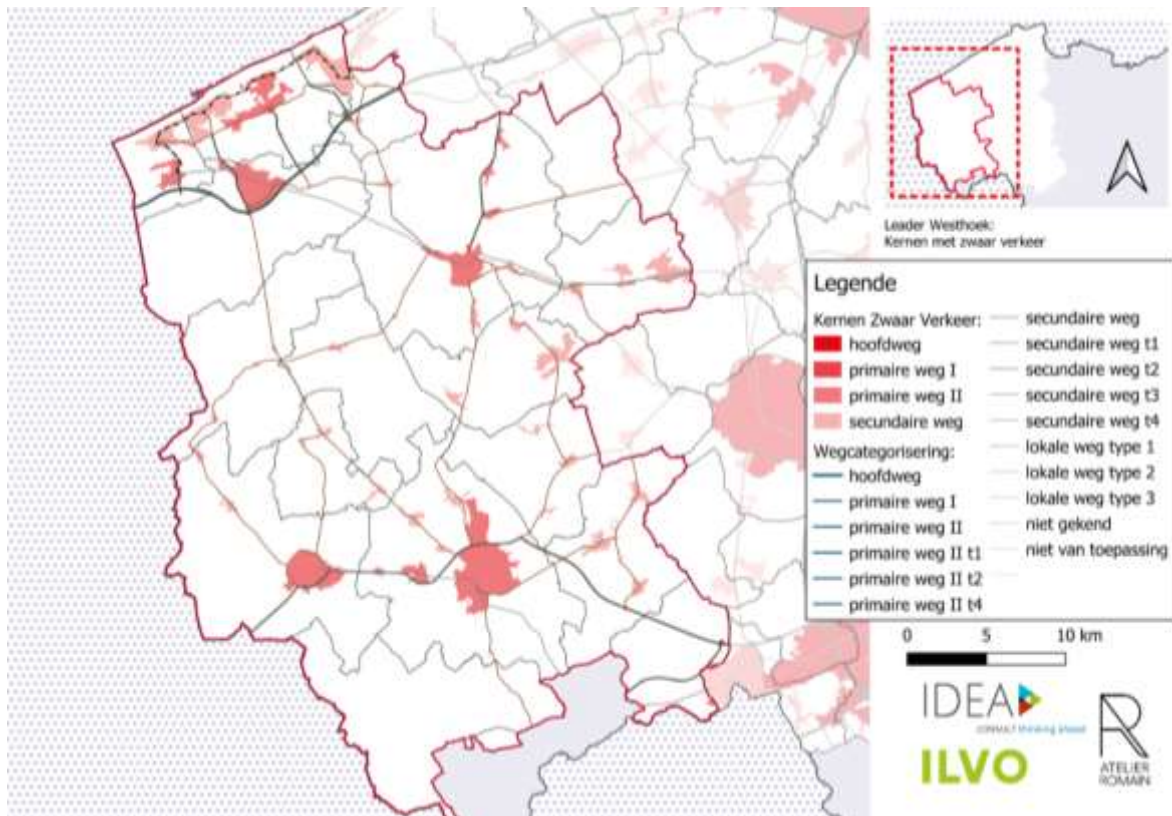 Leader Westhoek:
Kernen met zwaar verkeer
Legende
Kernen Zwaar Verkeer:
hoofdweg
primaire weg I
primaire weg II
secundaire weg
Wegcategorisering:
hoofdweg
primaire weg I
primaire weg II
primaire weg II t1
primaire weg II t2
primaire weg II t4
secundaire weg
secundaire weg t1
secundaire weg t2
secundaire weg t3
secundaire weg t4
lokale weg type 1
lokale weg type 2
lokale weg type 3
niet gekend
niet van toepassing
0 5 10 km
IDEA
CONSULT thinking ahead
ILVO
R
ATELIER
ROMAIN